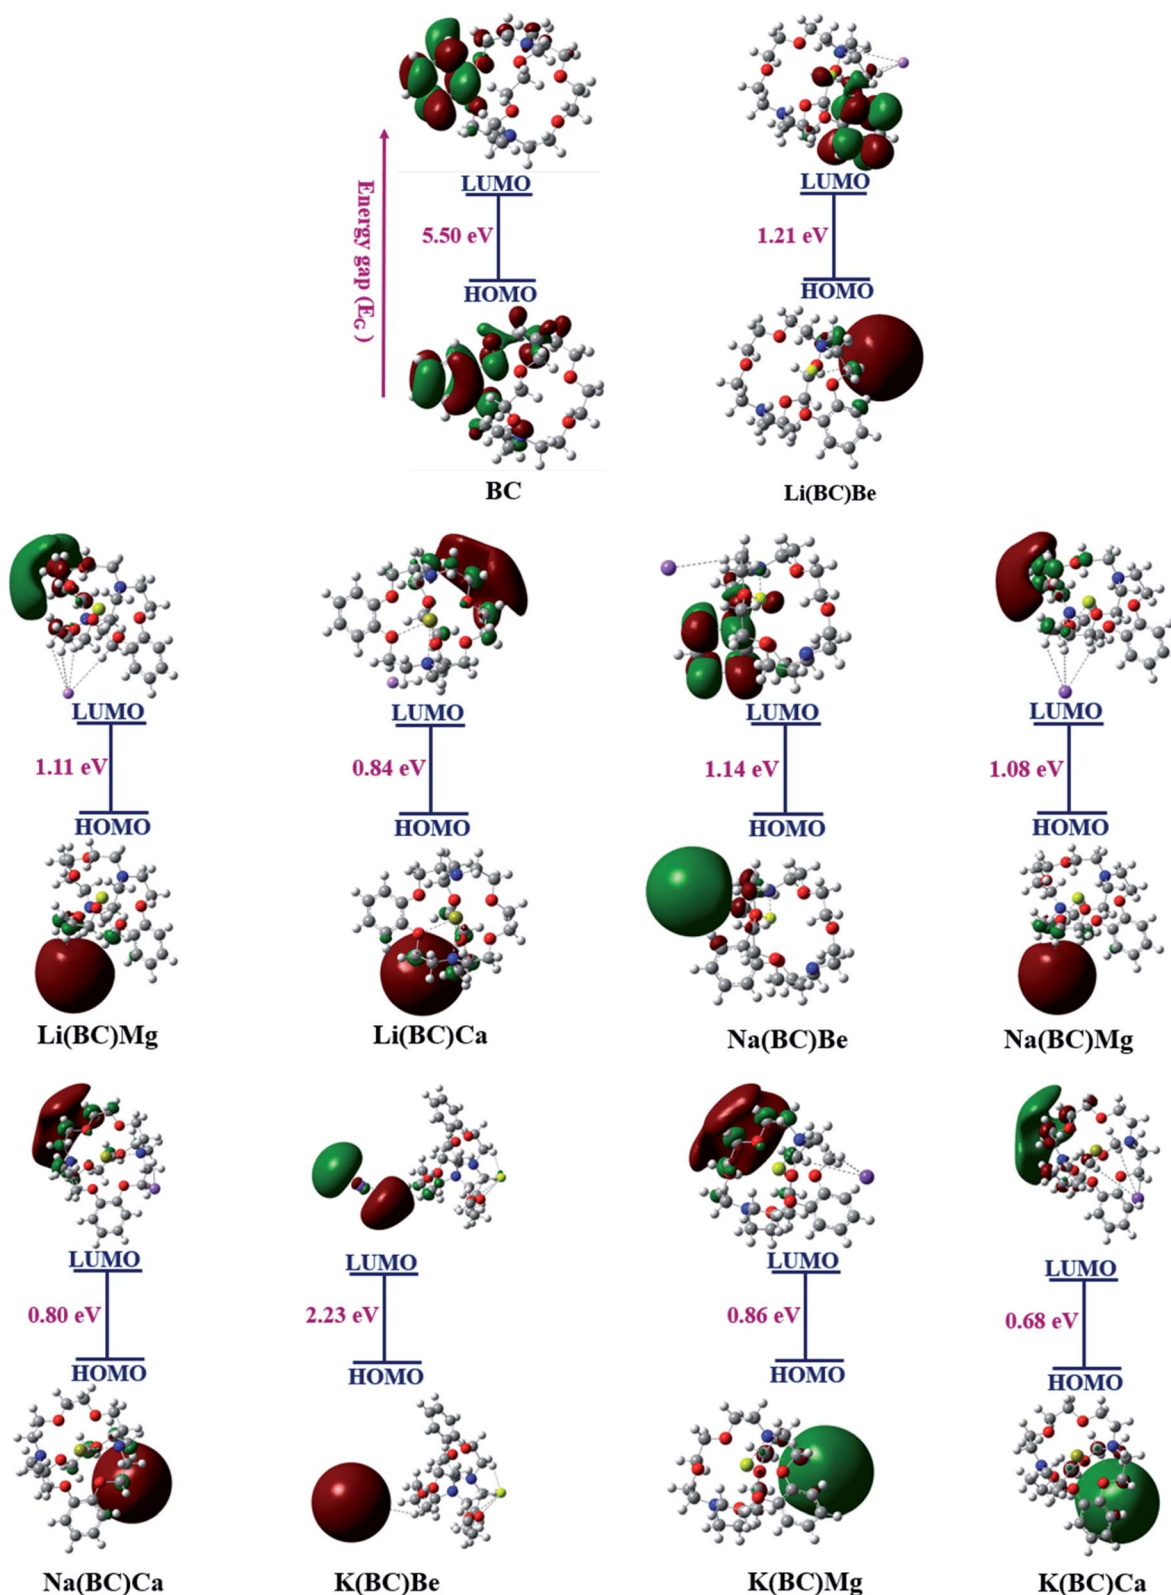 LUMO
5.50 eV
HOMO
BC
Energy gap (E_G )
LUMO
1.21 eV
HOMO
Li(BC)Be
LUMO
1.11 eV
HOMO
Li(BC)Mg
LUMO
0.84 eV
HOMO
Li(BC)Ca
LUMO
1.14 eV
HOMO
Na(BC)Be
LUMO
1.08 eV
HOMO
Na(BC)Mg
LUMO
0.80 eV
HOMO
Na(BC)Ca
LUMO
2.23 eV
HOMO
K(BC)Be
LUMO
0.86 eV
HOMO
K(BC)Mg
LUMO
0.68 eV
HOMO
K(BC)Ca